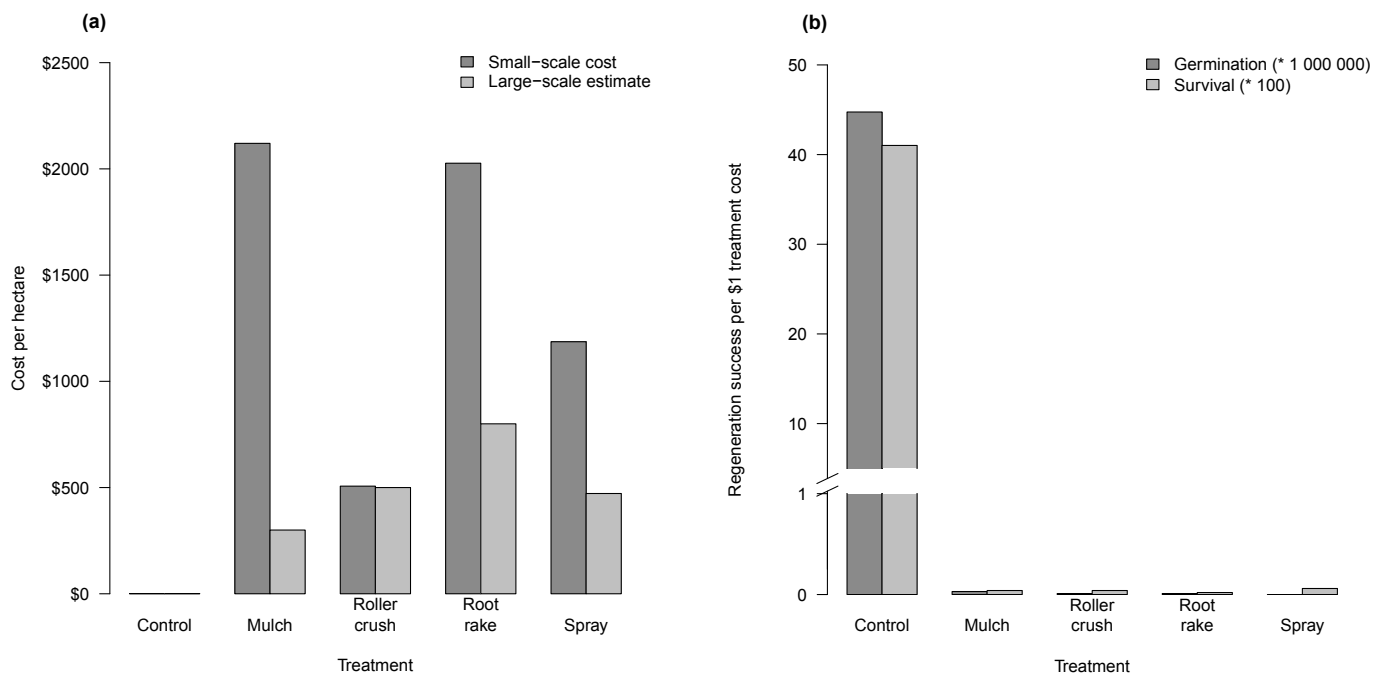 (a)
Small−scale cost
Large−scale estimate
$2500
$2000
$1500
$1000
$500
$0
Cost per hectare
Control
Mulch
Roller
crush
Root
rake
Spray
Treatment
(b)
Germination (* 1 000 000)
Survival (* 100)
50
40
30
20
10
1
0
Regeneration success per $1 treatment cost
Control
Mulch
Roller
crush
Root
rake
Spray
Treatment